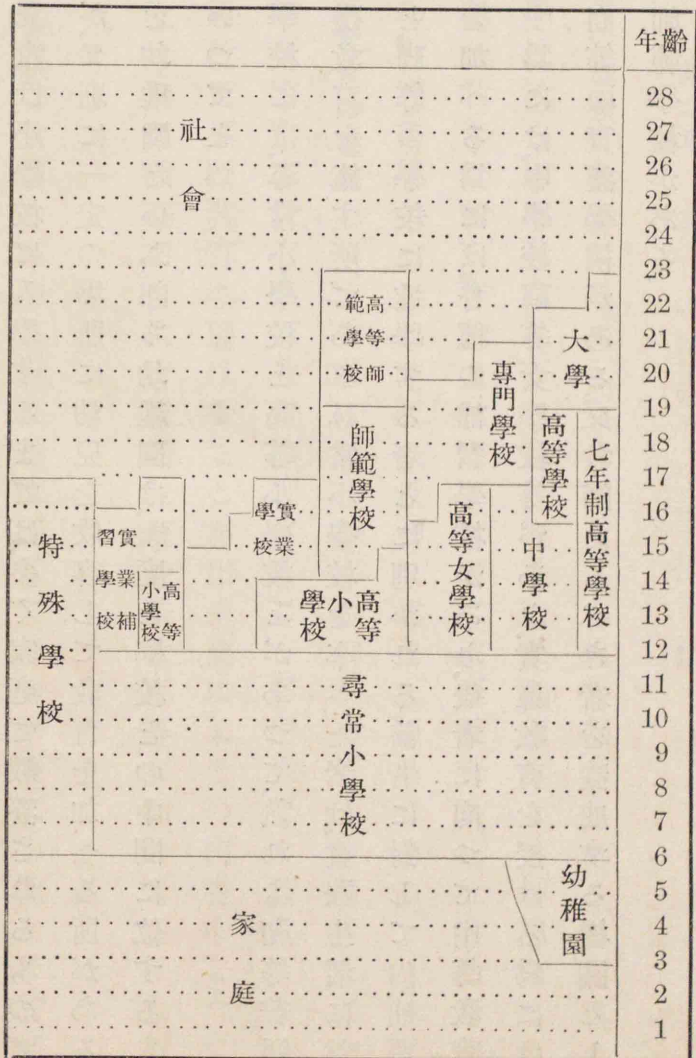 年齡
28
27
26
25
24
23
22
21
20
19
18
17
16
15
14
13
12
11
10
9
8
7
6
5
4
3
2
1
社會
大學
七年制高等學校
高等學校
專門學校
中學校
高等女學校
高等師
範學校
師範學校
高等
小
學校
實業
學校
高等
小學校
實業補
習學校
特殊學校
尋常小學校
幼稚園
家庭